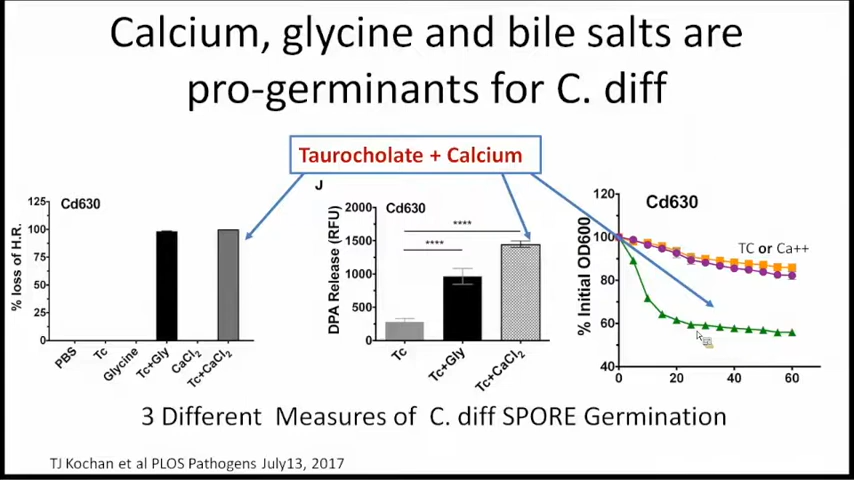 Calcium, glycine and bile salts are
pro-germinants for C. diff
Taurocholate + Calcium
% loss of H.R.
125
100
75
50
25
0
Cd630
PBS
Tc
Glycine
Tc+Gly
CaCl2
Tc+CaCl2
J
DPA Release (RFU)
2000
1500
1000
500
0
Cd630
****
****
Tc
Tc+Gly
Tc+CaCl2
% Initial OD600
120
100
80
60
40
Cd630
TC or Ca++
0
20
40
60
3 Different Measures of C. diff SPORE Germination
TJ Kochan et al PLOS Pathogens July13, 2017